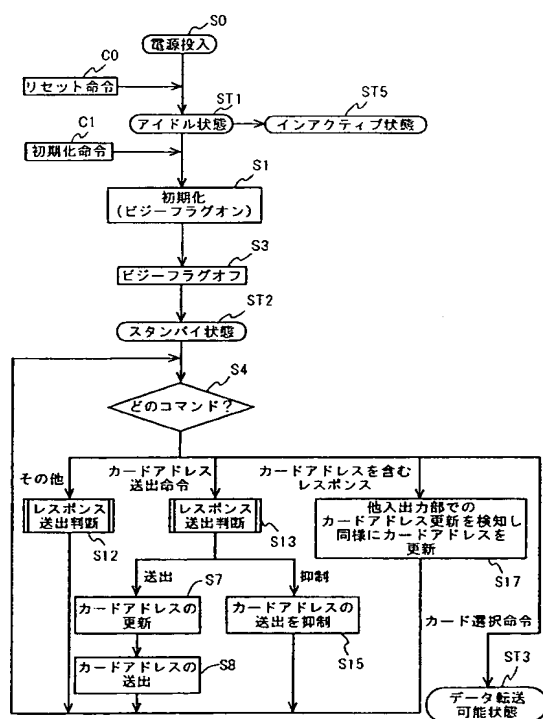 S0
電源投入
C0
リセット命令
ST1
アイドル状態
ST5
インアクティブ状態
C1
初期化命令
S1
初期化
(ビジーフラグオン)
S3
ビジーフラグオフ
ST2
スタンバイ状態
S4
どのコマンド?
その他
カードアドレス
送出命令
カードアドレスを含む
レスポンス
レスポンス
送出判断
S12
レスポンス
送出判断
S13
他入出力部での
カードアドレス更新を検知し
同様にカードアドレスを
更新
S17
送出
S7
抑制
カードアドレスの
更新
カードアドレスの
送出を抑制
S15
カード選択命令
カードアドレスの
送出
S8
ST3
データ転送
可能状態